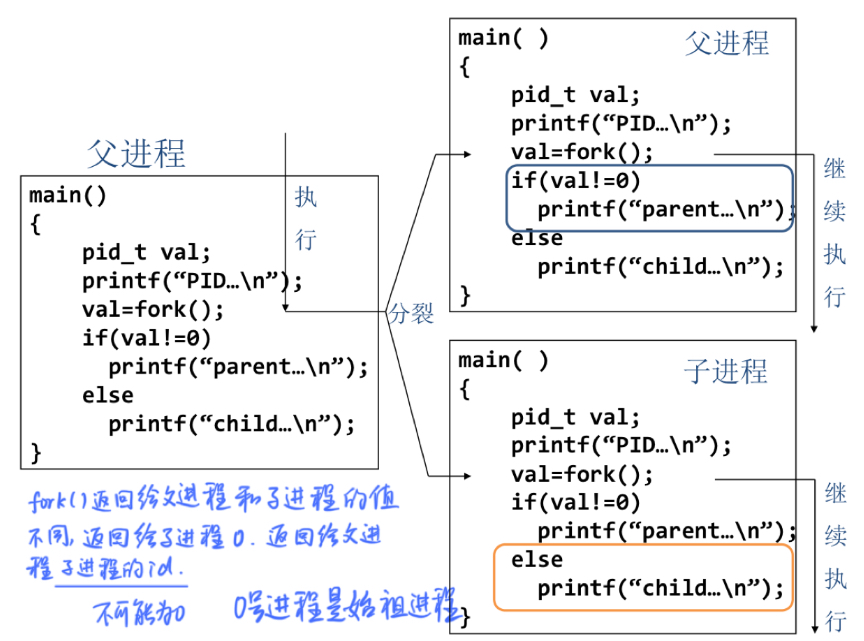 父进程
main()
{
pid_t val;
printf(“PID…\n”);
val=fork();
if(val!=0)
printf(“parent…\n”);
else
printf(“child…\n”);
}
执行
分裂
main( )
父进程
{
pid_t val;
printf(“PID…\n”);
val=fork();
if(val!=0)
printf(“parent…\n”);
else
printf(“child…\n”);
}
继续执行
main( )
子进程
{
pid_t val;
printf(“PID…\n”);
val=fork();
if(val!=0)
printf(“parent…\n”);
else
printf(“child…\n”);
}
继续执行
fork()返回给父进程和子进程的值
不同,返回给子进程0.返回给父进
程子进程的id.
不可能为0
0号进程是始祖进程